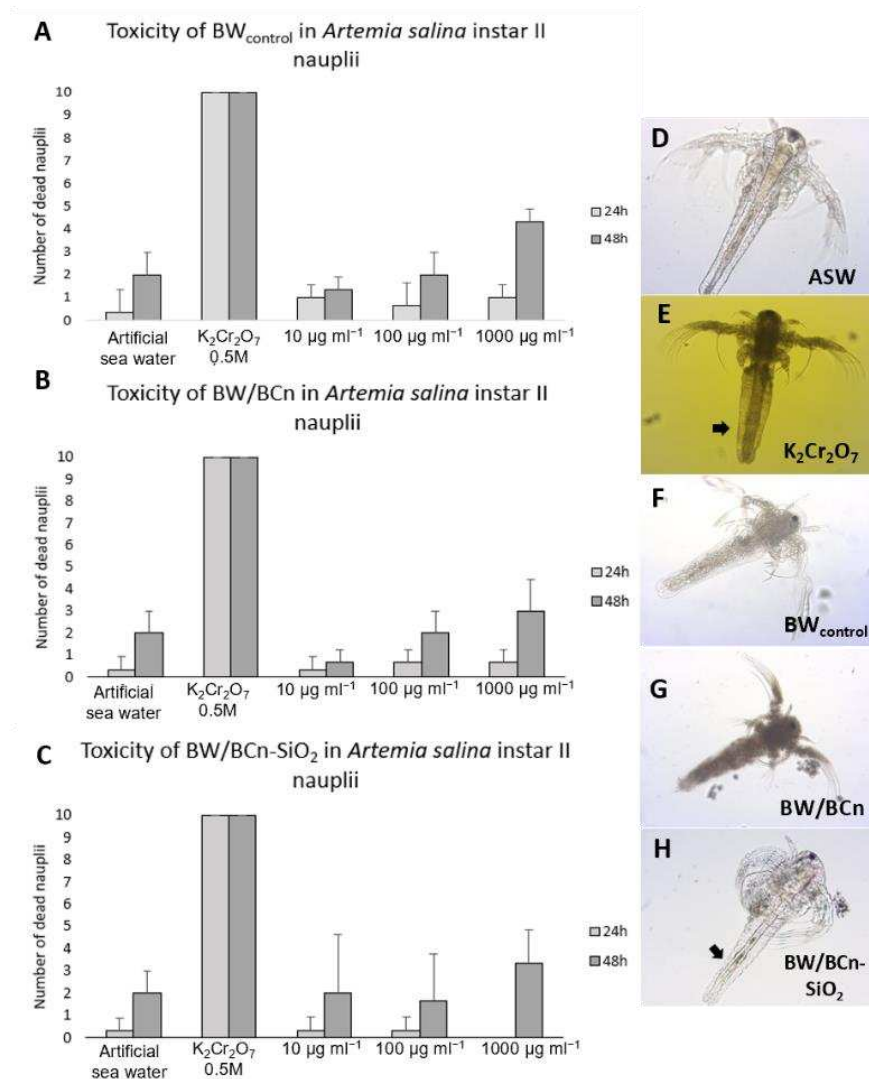 A
Toxicity of BW_control in Artemia salina instar II
nauplii
Number of dead nauplii
10
9
8
7
6
5
4
3
2
1
0
Artificial
sea water
K₂Cr₂O₇
0.5M
10 µg ml⁻¹
100 µg ml⁻¹
1000 µg ml⁻¹
24h
48h
B
Toxicity of BW/BCn in Artemia salina instar II
nauplii
Number of dead nauplii
10
9
8
7
6
5
4
3
2
1
0
Artificial
sea water
K₂Cr₂O₇
0.5M
10 µg ml⁻¹
100 µg ml⁻¹
1000 µg ml⁻¹
24h
48h
C
Toxicity of BW/BCn-SiO₂ in Artemia salina instar II
nauplii
Number of dead nauplii
10
9
8
7
6
5
4
3
2
1
0
Artificial
sea water
K₂Cr₂O₇
0.5M
10 µg ml⁻¹
100 µg ml⁻¹
1000 µg ml⁻¹
24h
48h
D
ASW
E
K₂Cr₂O₇
F
BW_control
G
BW/BCn
H
BW/BCn-
SiO₂